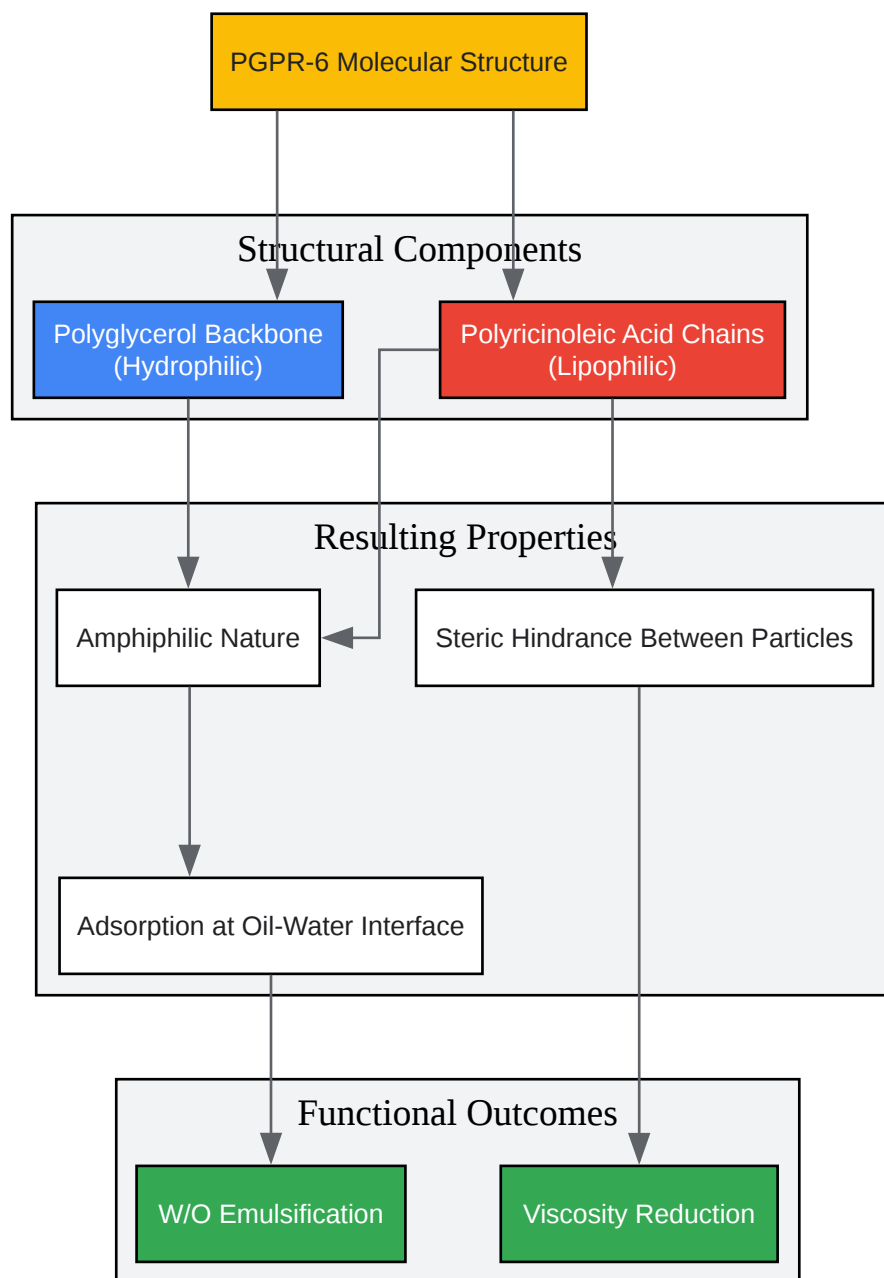 PGPR-6 Molecular Structure
Structural Components
Polyglycerol Backbone
(Hydrophilic)
Polyricinoleic Acid Chains
(Lipophilic)
Resulting Properties
Amphiphilic Nature
Steric Hindrance Between Particles
Adsorption at Oil-Water Interface
Functional Outcomes
W/O Emulsification
Viscosity Reduction